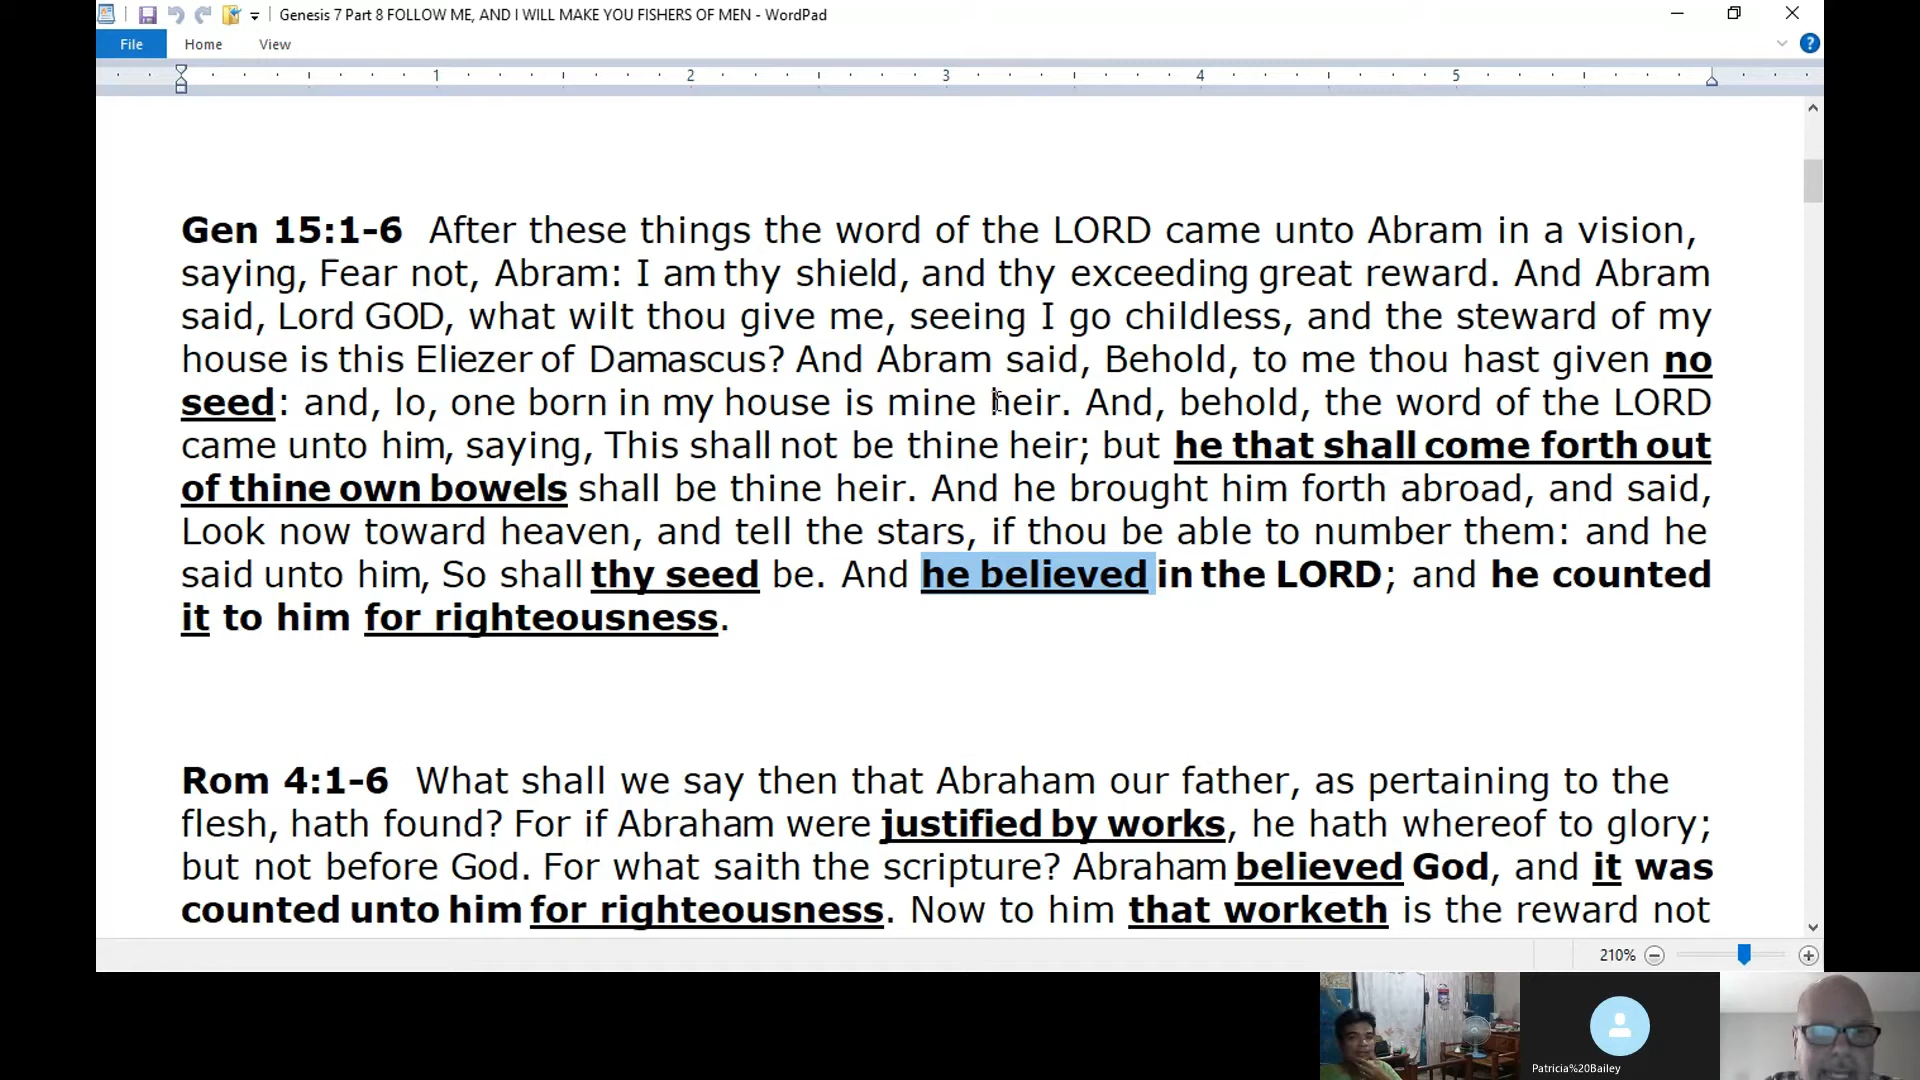 Genesis 7 Part 8 FOLLOW ME, AND I WILL MAKE YOU FISHERS OF MEN - WordPad
File Home View
1 2 3 4 5
Gen 15:1-6 After these things the word of the LORD came unto Abram in a vision,
saying, Fear not, Abram: I am thy shield, and thy exceeding great reward. And Abram
said, Lord GOD, what wilt thou give me, seeing I go childless, and the steward of my
house is this Eliezer of Damascus? And Abram said, Behold, to me thou hast given no
seed: and, lo, one born in my house is mine heir. And, behold, the word of the LORD
came unto him, saying, This shall not be thine heir; but he that shall come forth out
of thine own bowels shall be thine heir. And he brought him forth abroad, and said,
Look now toward heaven, and tell the stars, if thou be able to number them: and he
said unto him, So shall thy seed be. And he believed in the LORD; and he counted
it to him for righteousness.
Rom 4:1-6 What shall we say then that Abraham our father, as pertaining to the
flesh, hath found? For if Abraham were justified by works, he hath whereof to glory;
but not before God. For what saith the scripture? Abraham believed God, and it was
counted unto him for righteousness. Now to him that worketh is the reward not
210%
Patricia%20Bailey